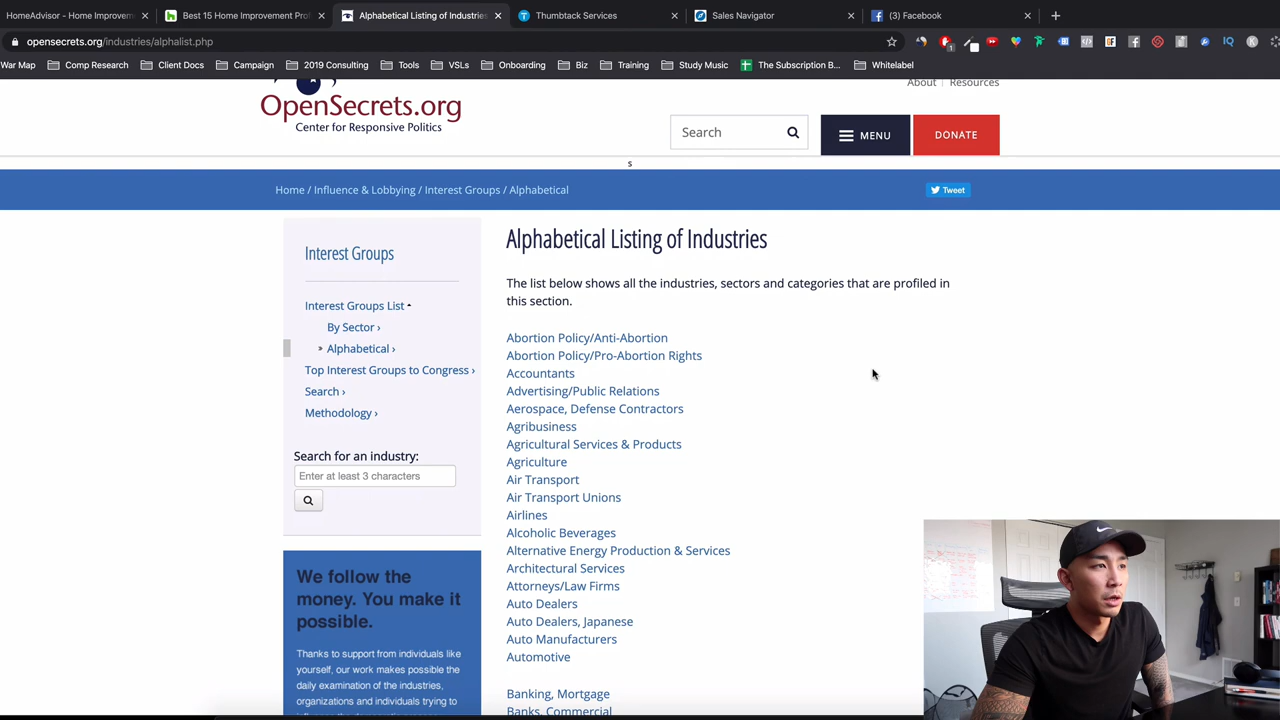 HomeAdvisor - Home Improvem
Best 15 Home Improvement Prof
Alphabetical Listing of Industries
Thumbtack Services
Sales Navigator
(3) Facebook
opensecrets.org/industries/alphalist.php
War Map
Comp Research
Client Docs
Campaign
2019 Consulting
Tools
VSLs
Onboarding
Biz
Training
Study Music
The Subscription B...
Whitelabel
About | Resources
OpenSecrets.org
Center for Responsive Politics
Search
MENU
DONATE
s
Home / Influence & Lobbying / Interest Groups / Alphabetical
Tweet
Interest Groups
Interest Groups List
By Sector ›
» Alphabetical ›
Top Interest Groups to Congress ›
Search ›
Methodology ›
Search for an industry:
Enter at least 3 characters
We follow the
money. You make it
possible.
Thanks to support from individuals like
yourself, our work makes possible the
daily examination of the industries,
organizations and individuals trying to
Alphabetical Listing of Industries
The list below shows all the industries, sectors and categories that are profiled in
this section.
Abortion Policy/Anti-Abortion
Abortion Policy/Pro-Abortion Rights
Accountants
Advertising/Public Relations
Aerospace, Defense Contractors
Agribusiness
Agricultural Services & Products
Agriculture
Air Transport
Air Transport Unions
Airlines
Alcoholic Beverages
Alternative Energy Production & Services
Architectural Services
Attorneys/Law Firms
Auto Dealers
Auto Dealers, Japanese
Auto Manufacturers
Automotive
Banking, Mortgage
Banks, Commercial